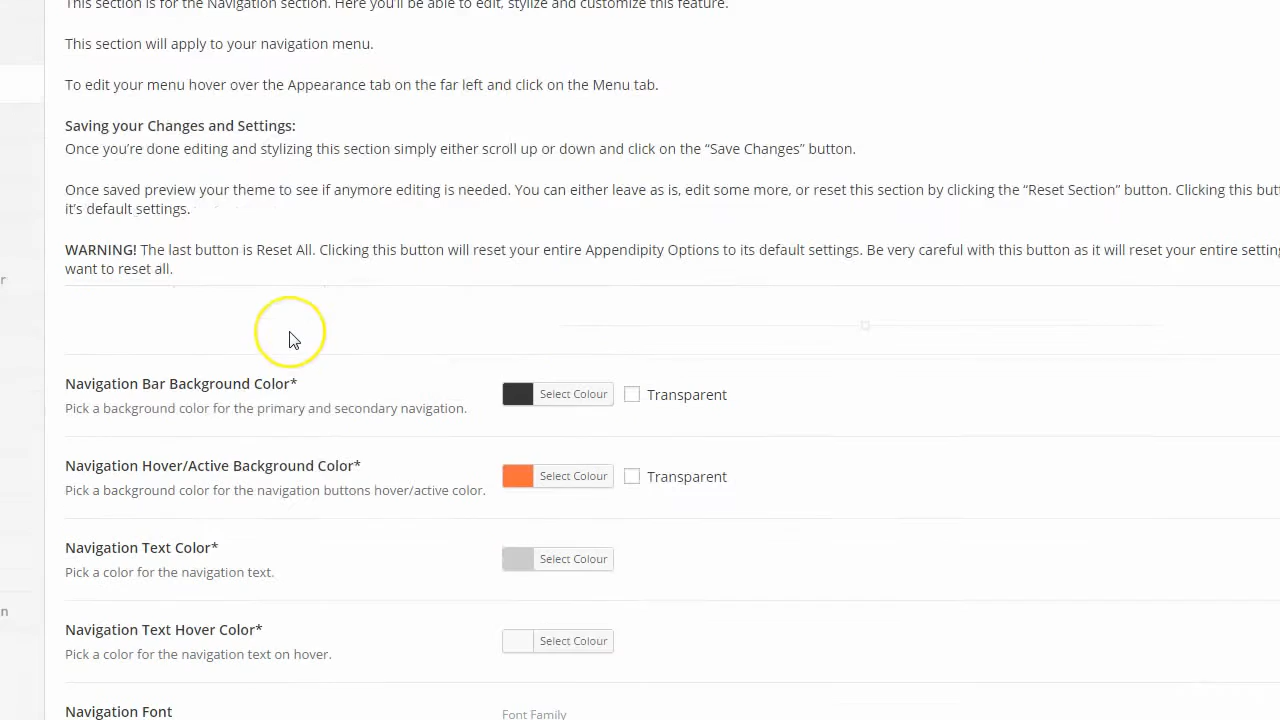 This section is for the Navigation section. Here you'll be able to edit, stylize and customize this feature.
This section will apply to your navigation menu.
To edit your menu hover over the Appearance tab on the far left and click on the Menu tab.
Saving your Changes and Settings:
Once you're done editing and stylizing this section simply either scroll up or down and click on the “Save Changes” button.
Once saved preview your theme to see if anymore editing is needed. You can either leave as is, edit some more, or reset this section by clicking the “Reset Section” button. Clicking this but
it's default settings.
WARNING! The last button is Reset All. Clicking this button will reset your entire Appendipity Options to its default settings. Be very careful with this button as it will reset your entire setting
want to reset all.
r
Navigation Bar Background Color*
Select Colour
Transparent
Pick a background color for the primary and secondary navigation.
Navigation Hover/Active Background Color*
Select Colour
Transparent
Pick a background color for the navigation buttons hover/active color.
Navigation Text Color*
Select Colour
Pick a color for the navigation text.
n
Navigation Text Hover Color*
Select Colour
Pick a color for the navigation text on hover.
Navigation Font
Font Family